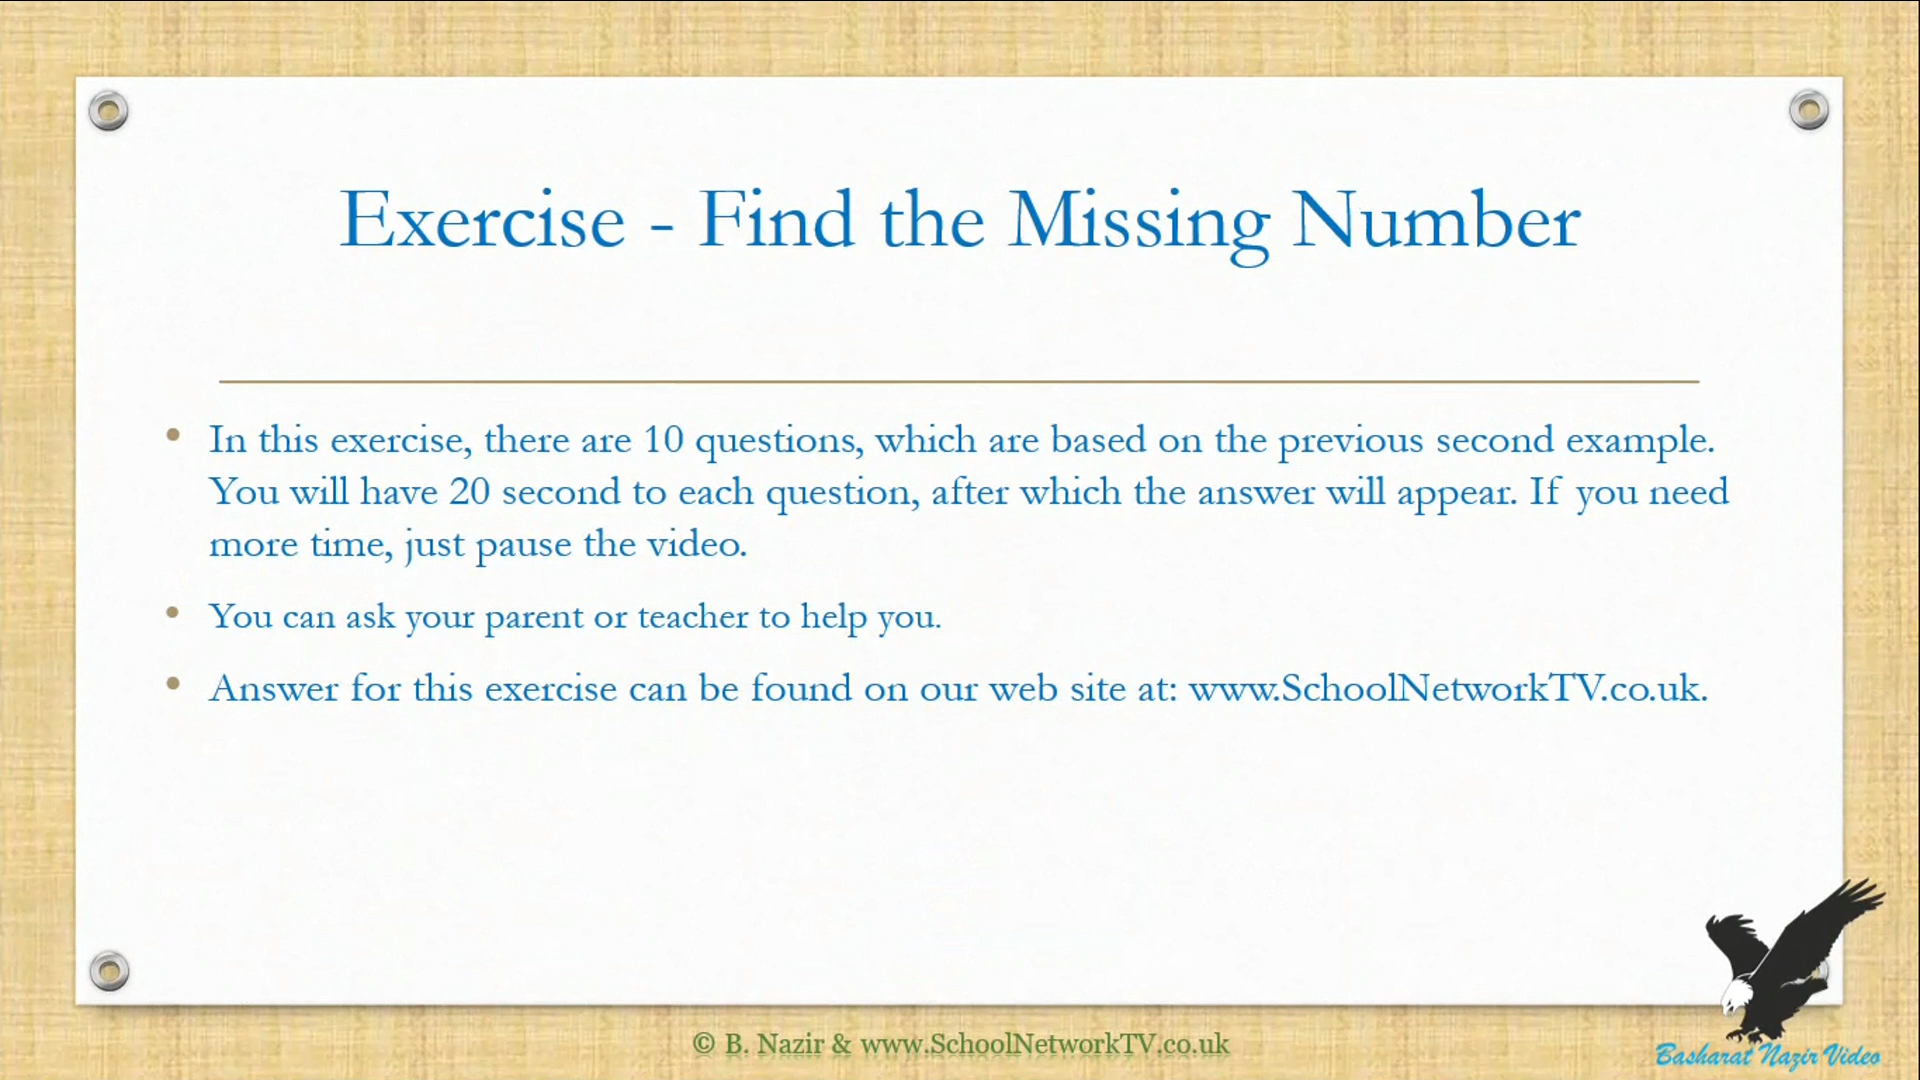 Exercise - Find the Missing Number
• In this exercise, there are 10 questions, which are based on the previous second example.
You will have 20 second to each question, after which the answer will appear. If you need
more time, just pause the video.
• You can ask your parent or teacher to help you.
• Answer for this exercise can be found on our web site at: www.SchoolNetworkTV.co.uk.
© B. Nazir & www.SchoolNetworkTV.co.uk
Basharat Nazir Video